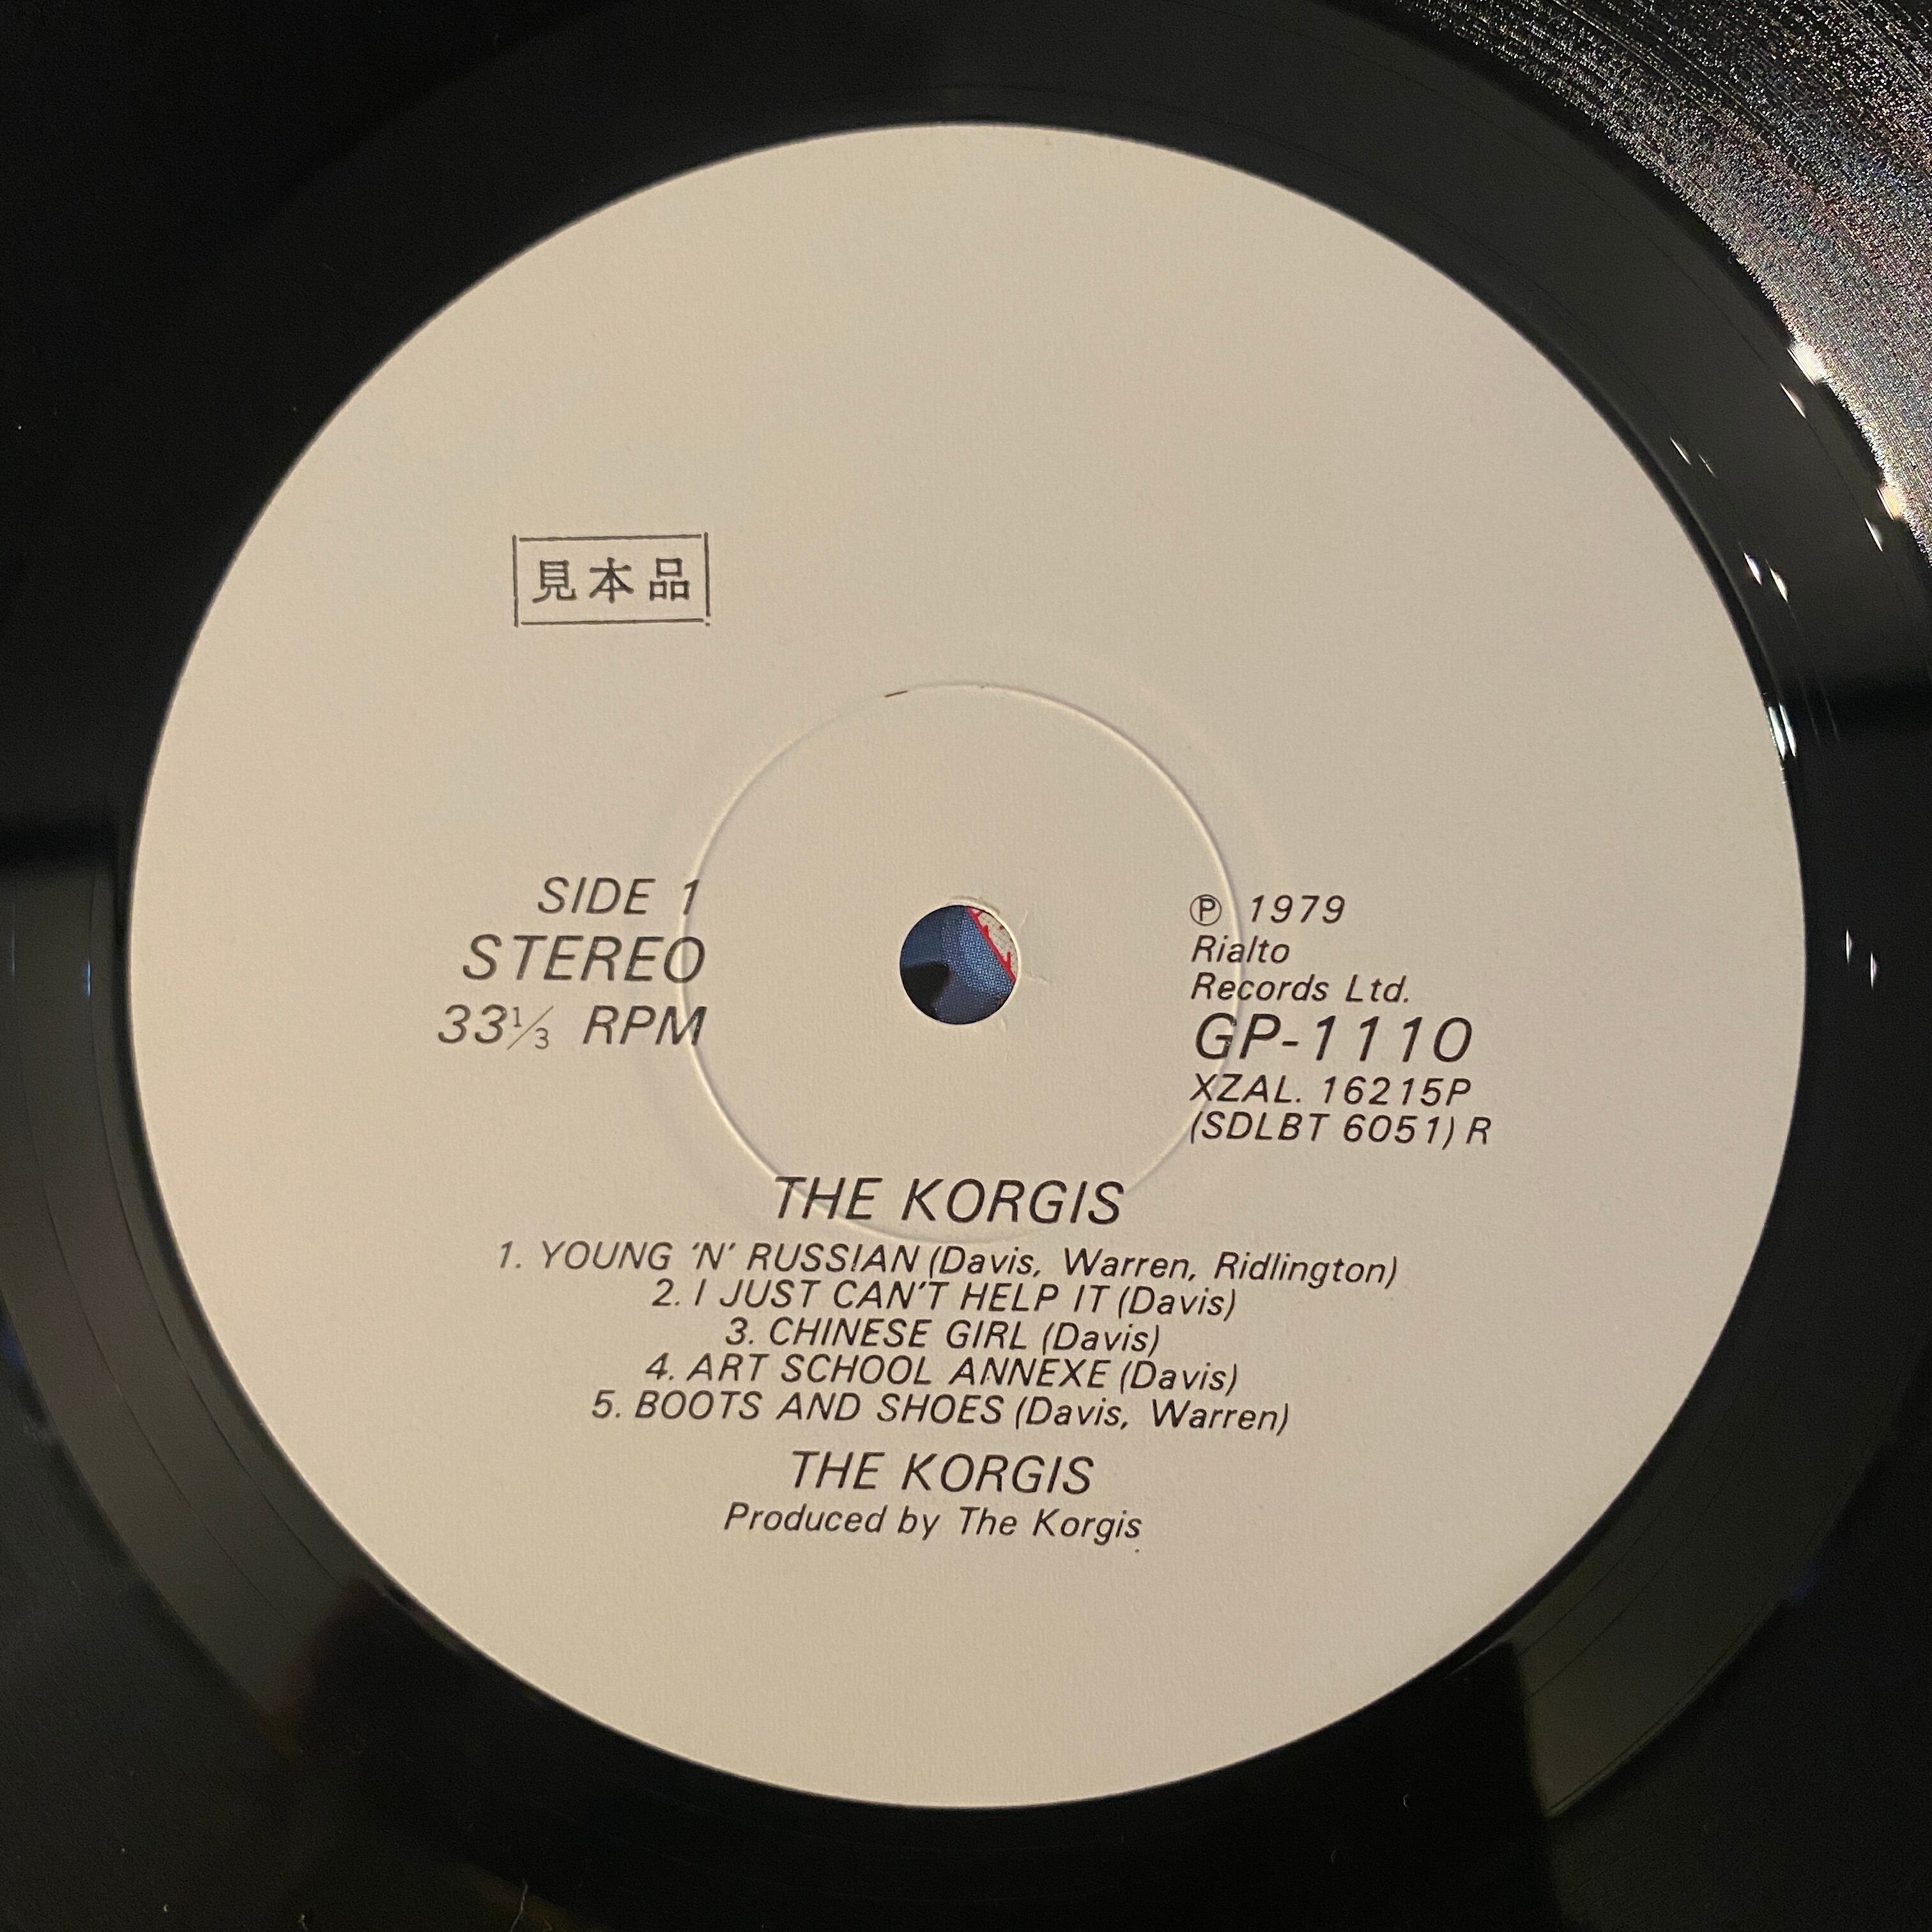 見本品
SIDE 1
STEREO
33⅓ RPM
Ⓟ 1979
Rialto
Records Ltd.
GP-1110
XZAL. 16215P
(SDLBT 6051) R
THE KORGIS
1. YOUNG ‘N’ RUSSIAN (Davis, Warren, Ridlington)
2. I JUST CAN'T HELP IT (Davis)
3. CHINESE GIRL (Davis)
4. ART SCHOOL ANNEXE (Davis)
5. BOOTS AND SHOES (Davis, Warren)
THE KORGIS
Produced by The Korgis